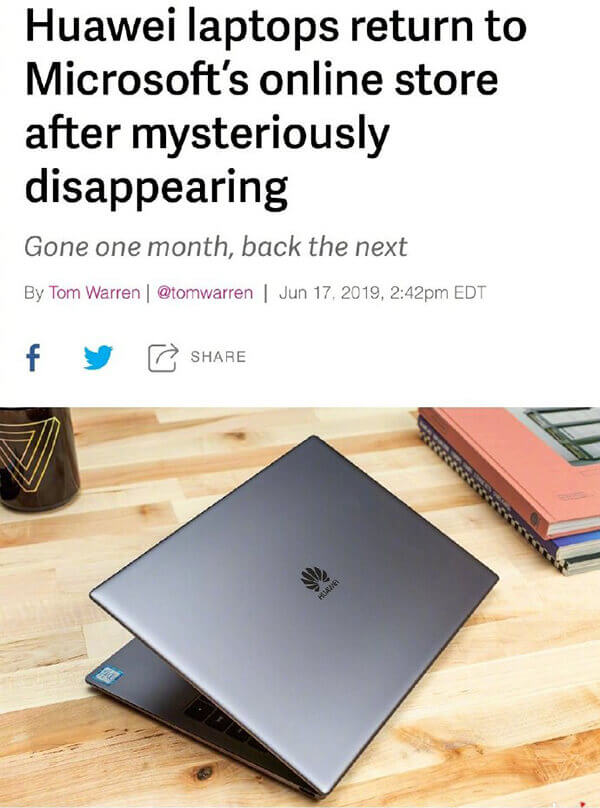 Huawei laptops return to
Microsoft's online store
after mysteriously
disappearing
Gone one month, back the next
By Tom Warren | @tomwarren | Jun 17, 2019, 2:42pm EDT
SHARE
HUAWEI